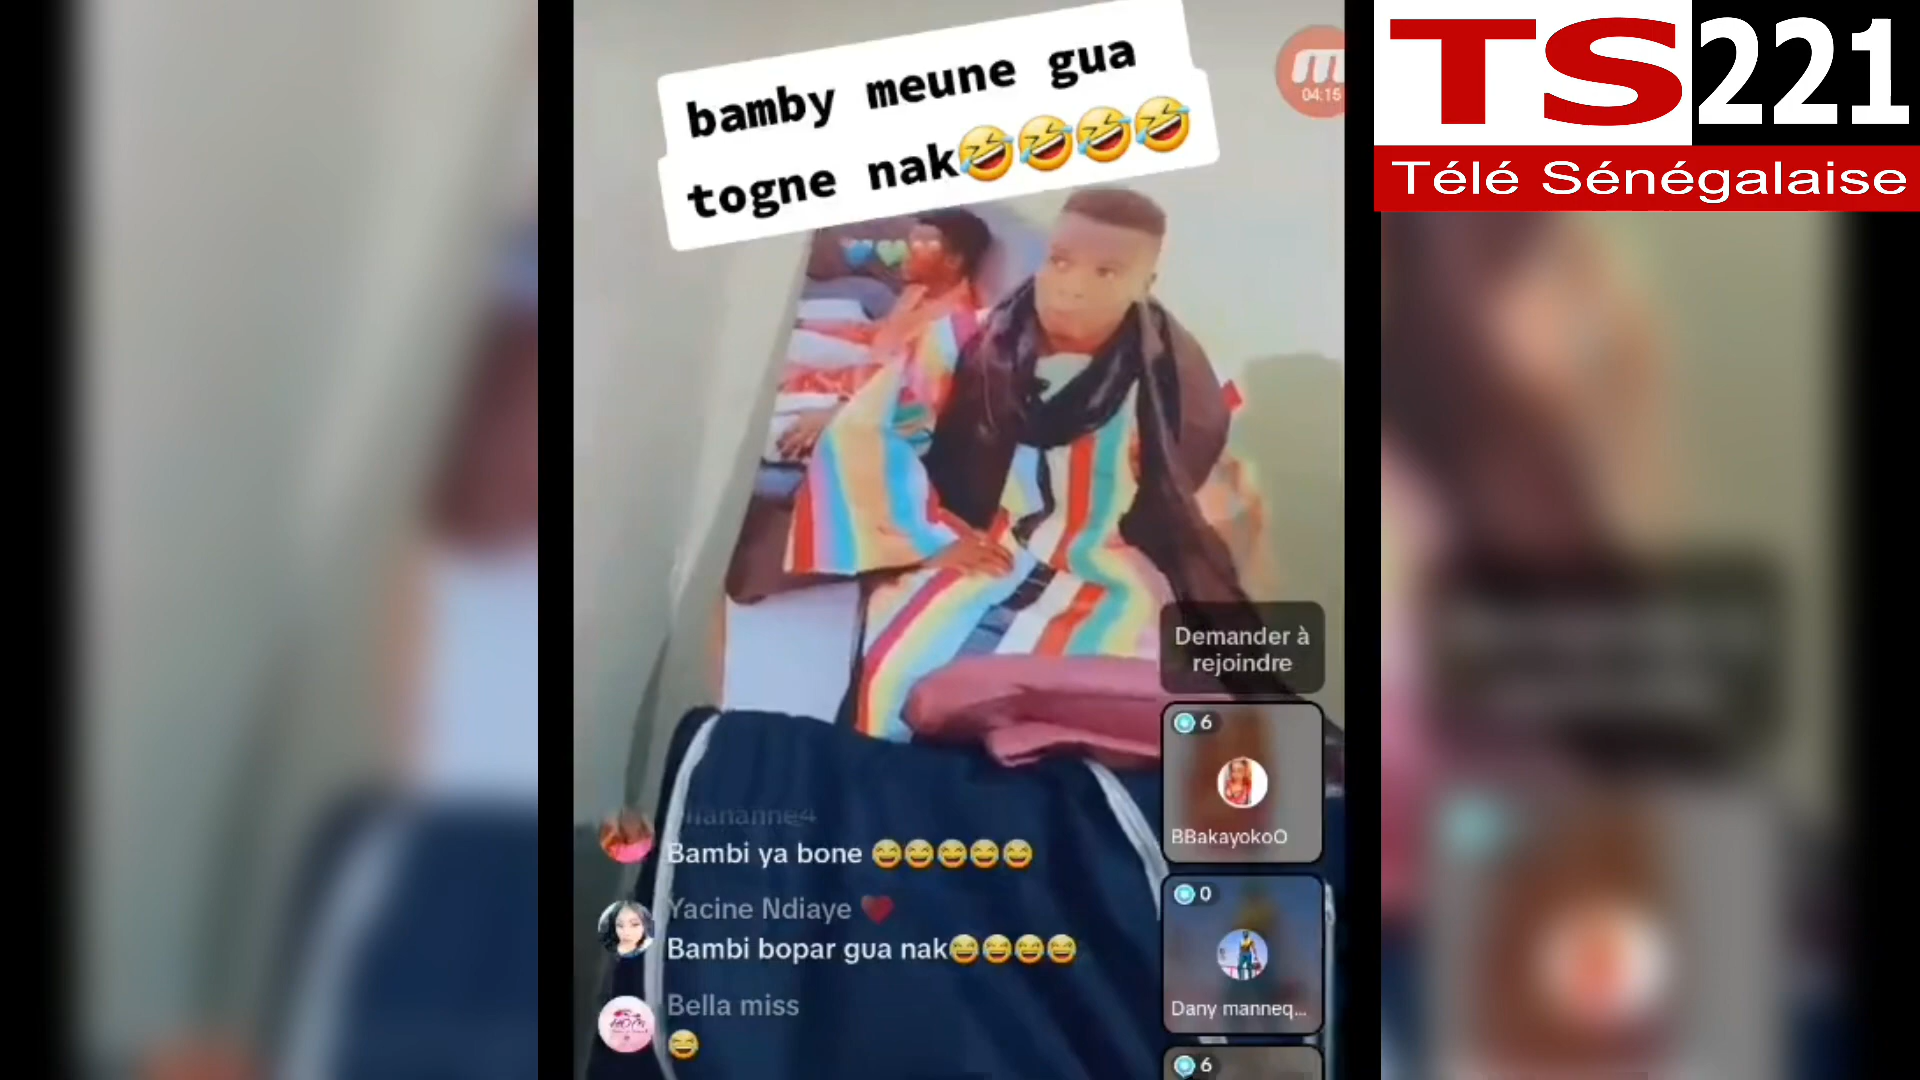 bamby meune gua
togne nak🤣🤣🤣🤣
04:15
TS221
Télé Sénégalaise
Demander à
rejoindre
6
BBakayokoO
0
Dany manneq...
6
Bambi ya bone 😅😅😅😅😅
Yacine Ndiaye ❤️
Bambi bopar gua nak😅😅😅😅
Bella miss
😅